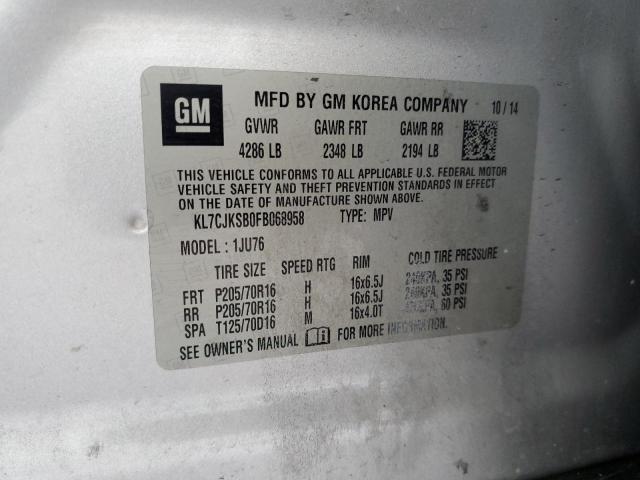 GM
MFD BY GM KOREA COMPANY 10/14
GVWR GAWR FRT GAWR RR
4286 LB 2348 LB 2194 LB
THIS VEHICLE CONFORMS TO ALL APPLICABLE U.S. FEDERAL MOTOR
VEHICLE SAFETY AND THEFT PREVENTION STANDARDS IN EFFECT
ON THE DATE OF MANUFACTURE SHOWN ABOVE.
KL7CJKSB0FB068958 TYPE: MPV
MODEL: 1JU76
TIRE SIZE SPEED RTG RIM COLD TIRE PRESSURE
FRT P205/70R16 H 16x6.5J 240KPA, 35 PSI
RR P205/70R16 H 16x6.5J 240KPA, 35 PSI
SPA T125/70D16 M 16x4.0T 60 PSI
SEE OWNER'S MANUAL FOR MORE INFORMATION.